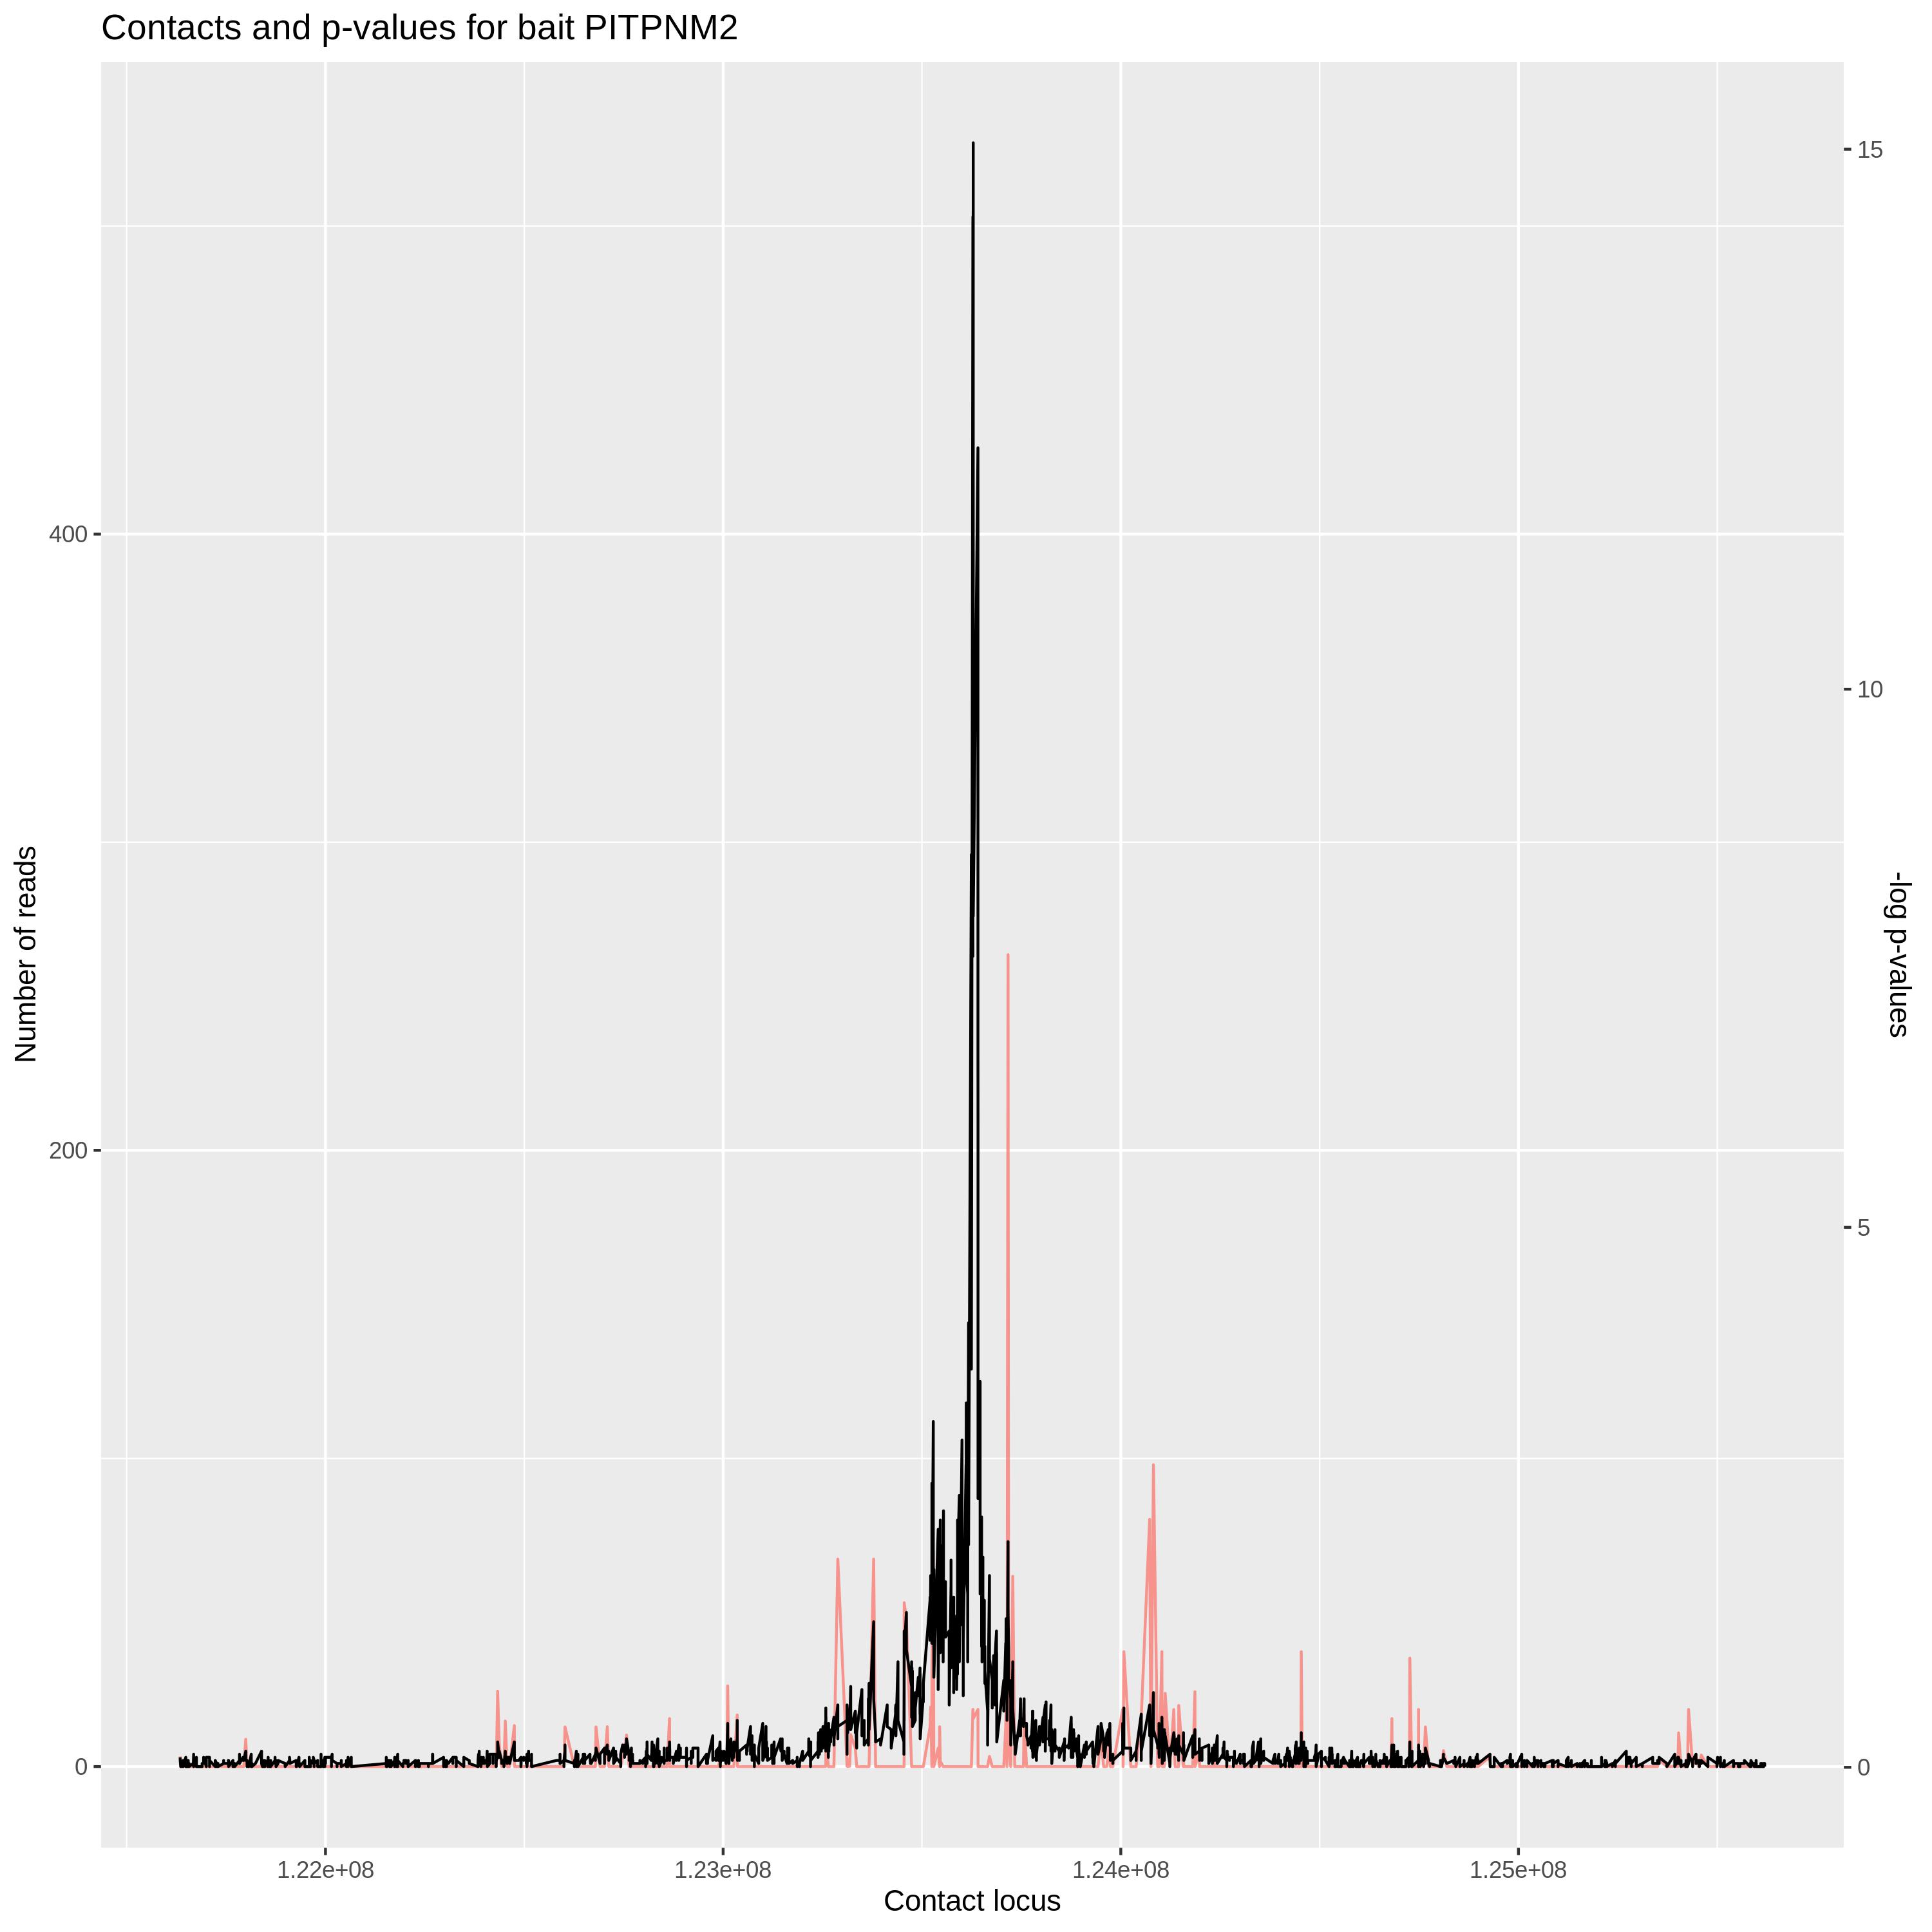 Contacts and p-values for bait PITPNM2
Number of reads
400
200
0
15
10
5
0
-log p-values
1.22e+08
1.23e+08
1.24e+08
1.25e+08
Contact locus